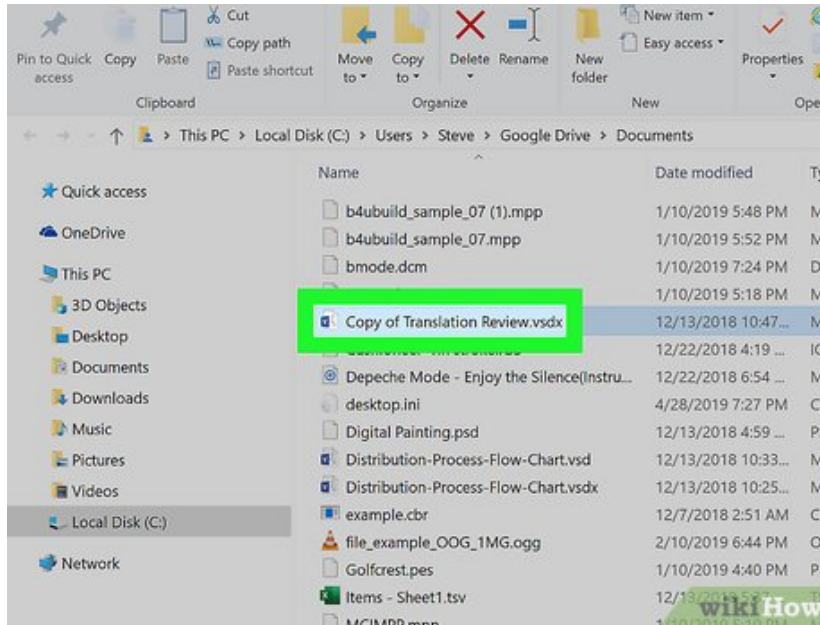 Cut
Copy path
Paste shortcut
Pin to Quick access
Copy
Paste
Move to
Copy to
Delete
Rename
New folder
New item
Easy access
Properties
Clipboard
Organize
New
Ope
This PC > Local Disk (C:) > Users > Steve > Google Drive > Documents
Name
Date modified
Quick access
OneDrive
This PC
3D Objects
Desktop
Documents
Downloads
Music
Pictures
Videos
Local Disk (C:)
Network
b4ubuild_sample_07 (1).mpp 1/10/2019 5:48 PM
b4ubuild_sample_07.mpp 1/10/2019 5:52 PM
bmode.dcm 1/10/2019 7:24 PM
1/10/2019 5:18 PM
Copy of Translation Review.vsdx 12/13/2018 10:47...
12/22/2018 4:19 ...
Depeche Mode - Enjoy the Silence(Instru... 12/22/2018 6:54 ...
desktop.ini 4/28/2019 7:27 PM
Digital Painting.psd 12/13/2018 4:59 ...
Distribution-Process-Flow-Chart.vsd 12/13/2018 10:33...
Distribution-Process-Flow-Chart.vsdx 12/13/2018 10:25...
example.cbr 12/7/2018 2:51 AM
file_example_OOG_1MG.ogg 2/10/2019 6:44 PM
Golfcrest.pes 1/10/2019 4:40 PM
Items - Sheet1.tsv
wikiHow